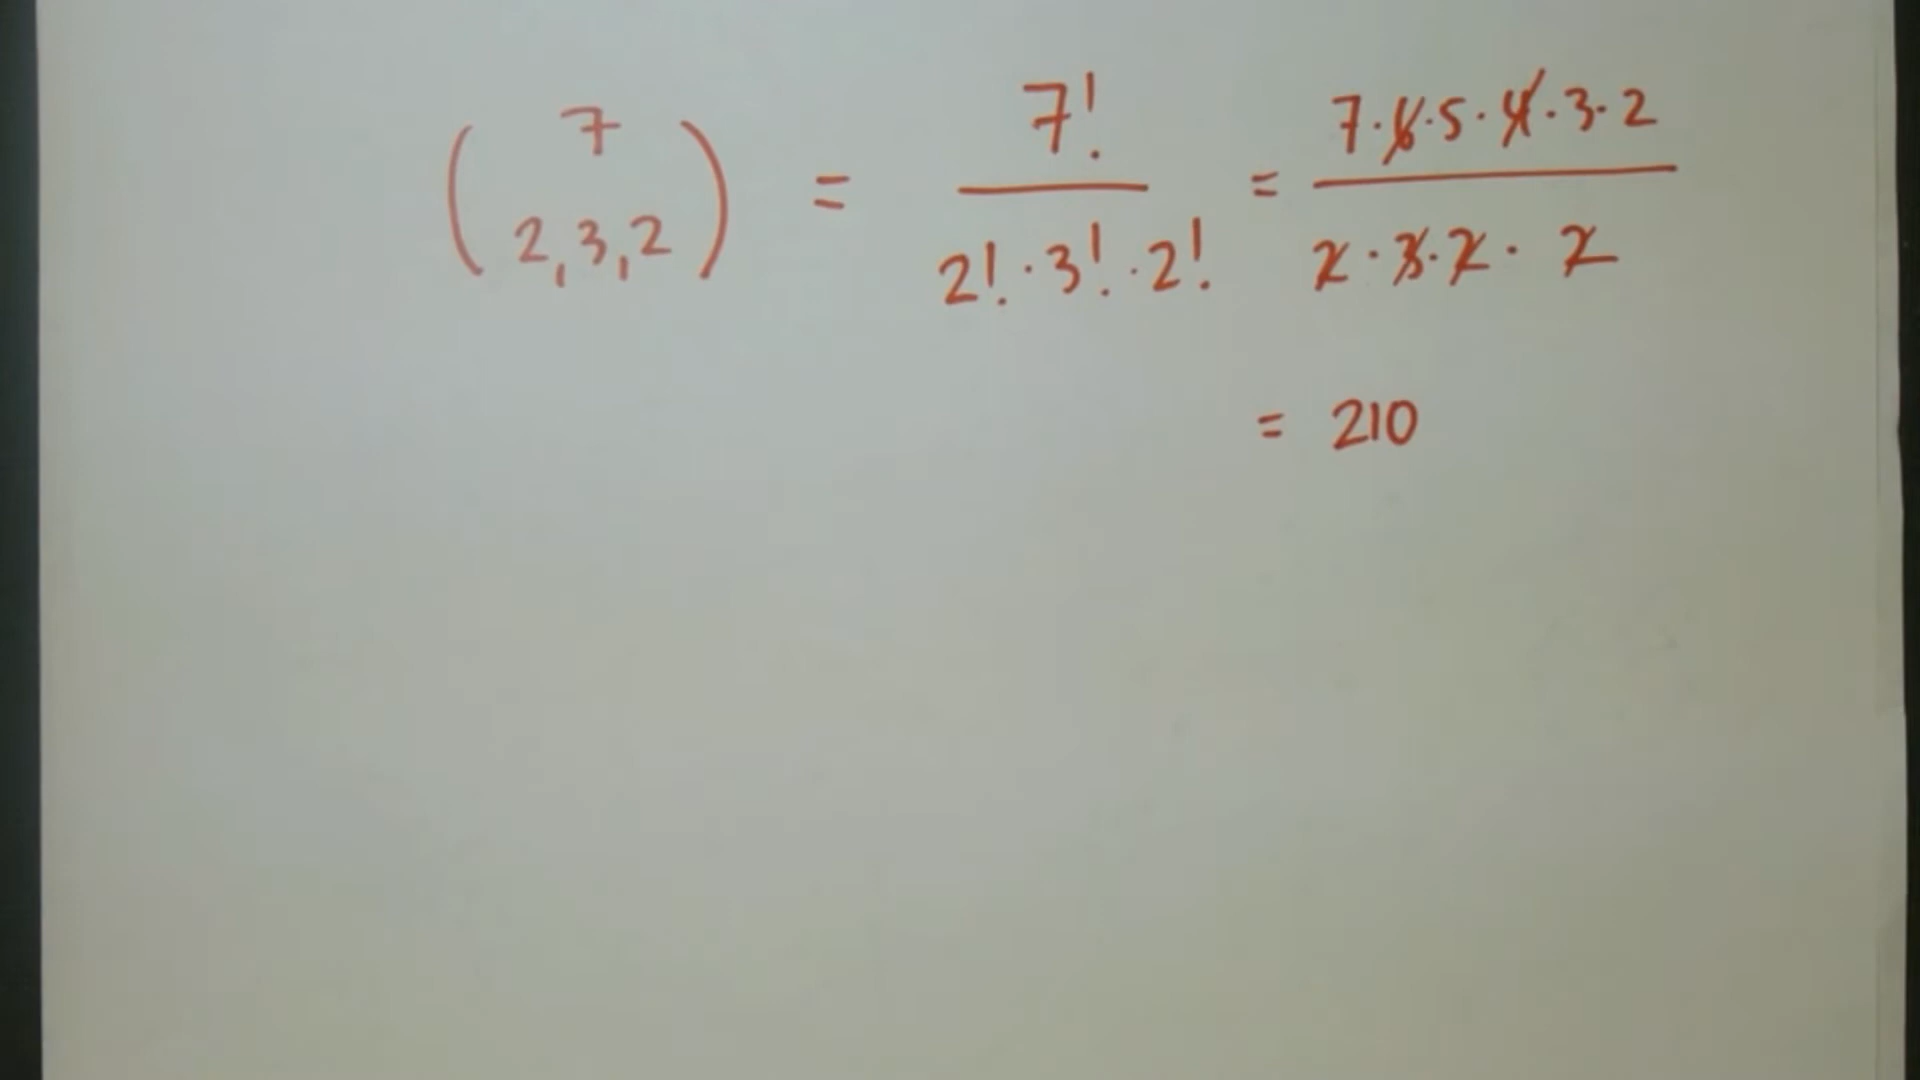 (7 2,3,2) = 7! / 2! · 3! · 2! = 7 · 6 · 5 · 4 · 3 · 2 / 2 · 3 · 2 · 2
= 210